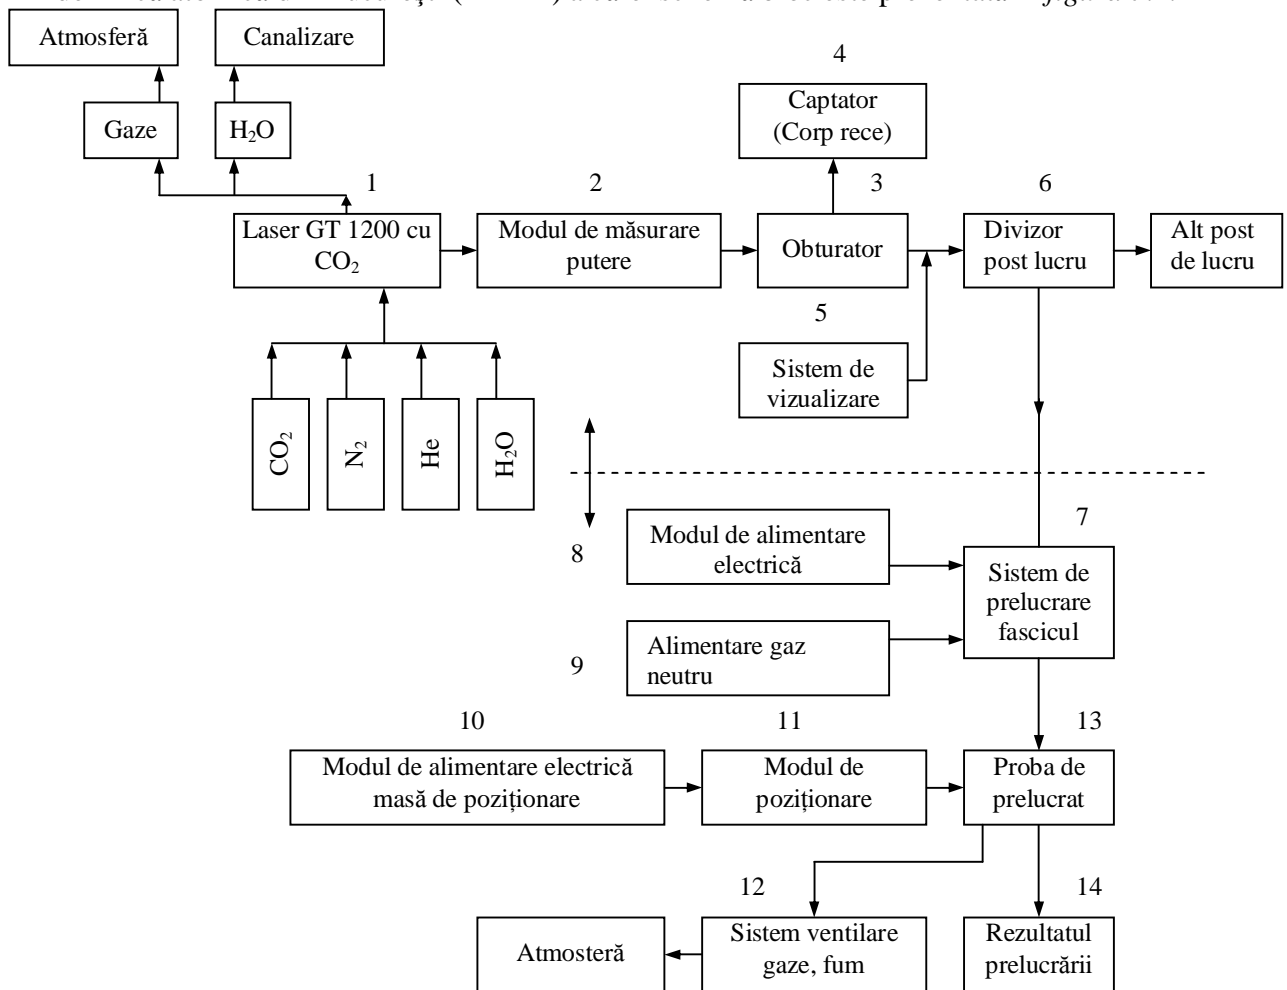 Atmosferă
Canalizare
4
Captator
(Corp rece)
Gaze
H₂O
1
2
3
6
Laser GT 1200 cu
CO₂
Modul de măsurare
putere
Obturator
Divizor
post lucru
Alt post
de lucru
5
Sistem de
vizualizare
CO₂
N₂
He
H₂O
7
8
Modul de alimentare
electrică
Sistem de
prelucrare
fascicul
9
Alimentare gaz
neutru
10
11
13
Modul de alimentare electrică
masă de poziționare
Modul de
poziționare
Proba de
prelucrat
12
14
Atmosteră
Sistem ventilare
gaze, fum
Rezultatul
prelucrării